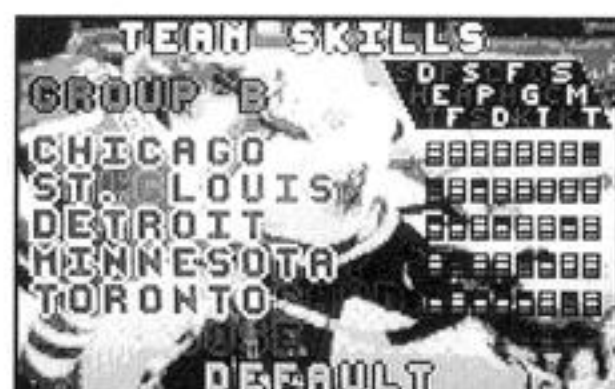 TEAM SKILLS
D S F S
GROUP B
E P G M
F D T T
CHICAGO
ST. LOUIS
DETROIT
MINNESOTA
TORONTO
DEFAULT